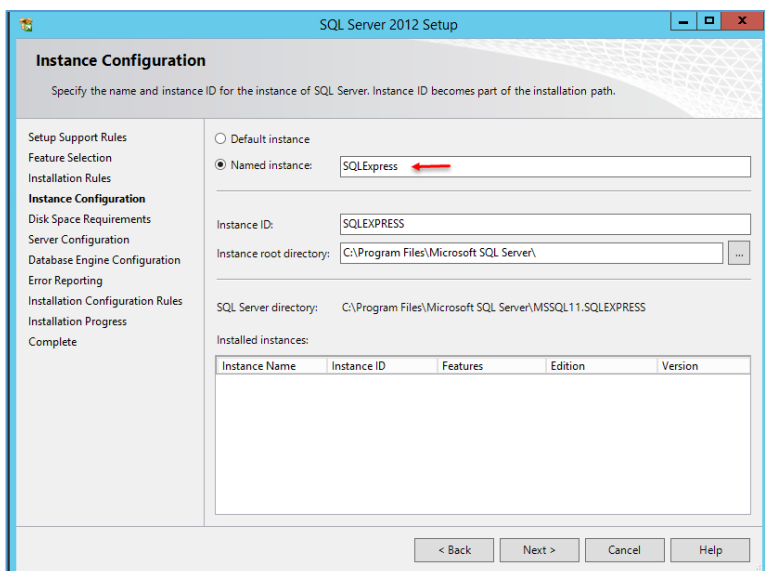 SQL Server 2012 Setup
Instance Configuration
Specify the name and instance ID for the instance of SQL Server. Instance ID becomes part of the installation path.
Setup Support Rules
Feature Selection
Installation Rules
Instance Configuration
Disk Space Requirements
Server Configuration
Database Engine Configuration
Error Reporting
Installation Configuration Rules
Installation Progress
Complete
Default instance
Named instance: SQLExpress
Instance ID: SQLEXPRESS
Instance root directory: C:\Program Files\Microsoft SQL Server\ ...
SQL Server directory: C:\Program Files\Microsoft SQL Server\MSSQL11.SQLEXPRESS
Installed instances:
Instance Name Instance ID Features Edition Version
< Back Next > Cancel Help